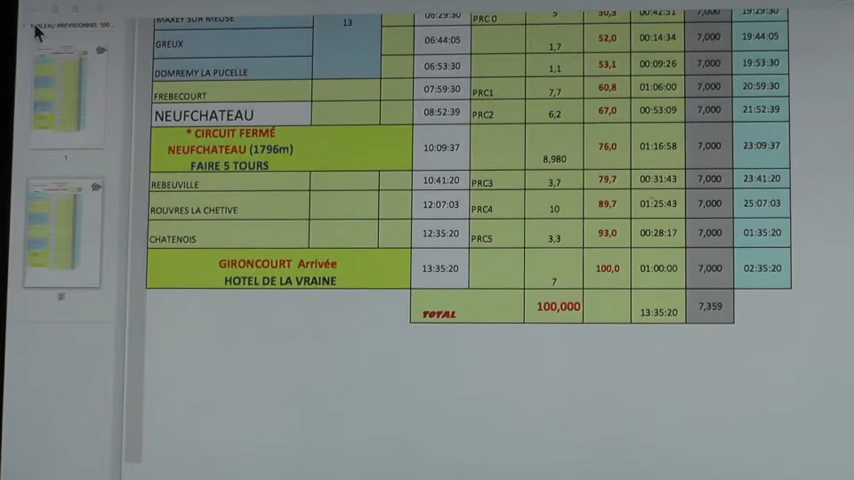 TABLEAU PREVISIONNEL 100...
MAXEY SUR MEUSE 13 06:29:30 PRC 0 5 50,3 00:42:51 7,000 19:29:30
GREUX 06:44:05 1,7 52,0 00:14:34 7,000 19:44:05
DOMREMY LA PUCELLE 06:53:30 1,1 53,1 00:09:26 7,000 19:53:30
FREBECOURT 07:59:30 PRC1 7,7 60,8 01:06:00 7,000 20:59:30
NEUFCHATEAU 08:52:39 PRC2 6,2 67,0 00:53:09 7,000 21:52:39
* CIRCUIT FERMÉ
NEUFCHATEAU (1796m) 10:09:37 8,980 76,0 01:16:58 7,000 23:09:37
FAIRE 5 TOURS
REBEUVILLE 10:41:20 PRC3 3,7 79,7 00:31:43 7,000 23:41:20
ROUVRES LA CHETIVE 12:07:03 PRC4 10 89,7 01:25:43 7,000 25:07:03
CHATENOIS 12:35:20 PRC5 3,3 93,0 00:28:17 7,000 01:35:20
GIRONCOURT Arrivée 13:35:20 7 100,0 01:00:00 7,000 02:35:20
HOTEL DE LA VRAINE
TOTAL 100,000 13:35:20 7,359
1
2